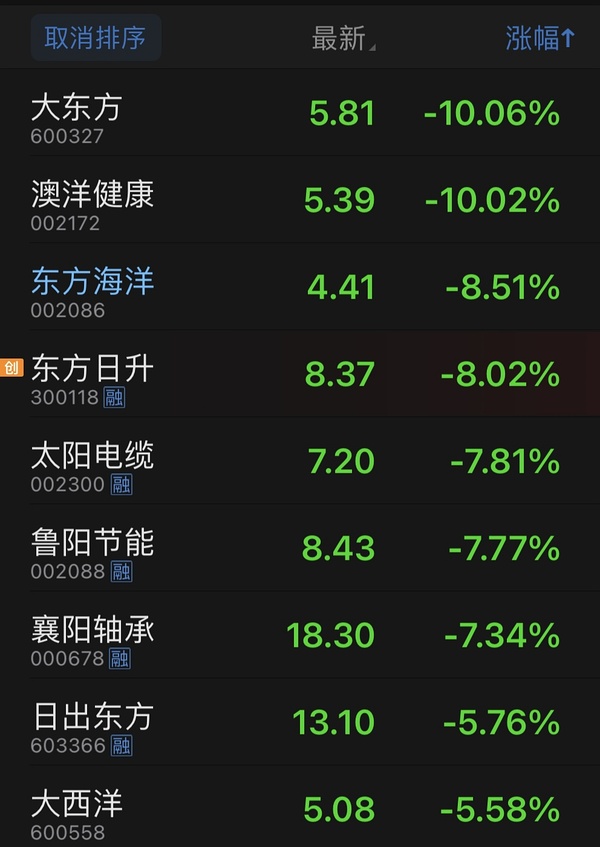 取消排序 最新 涨幅↑
大东方 5.81 -10.06%
600327
澳洋健康 5.39 -10.02%
002172
东方海洋 4.41 -8.51%
002086
创 东方日升 8.37 -8.02%
300118 融
太阳电缆 7.20 -7.81%
002300 融
鲁阳节能 8.43 -7.77%
002088 融
襄阳轴承 18.30 -7.34%
000678 融
日出东方 13.10 -5.76%
603366 融
大西洋 5.08 -5.58%
600558